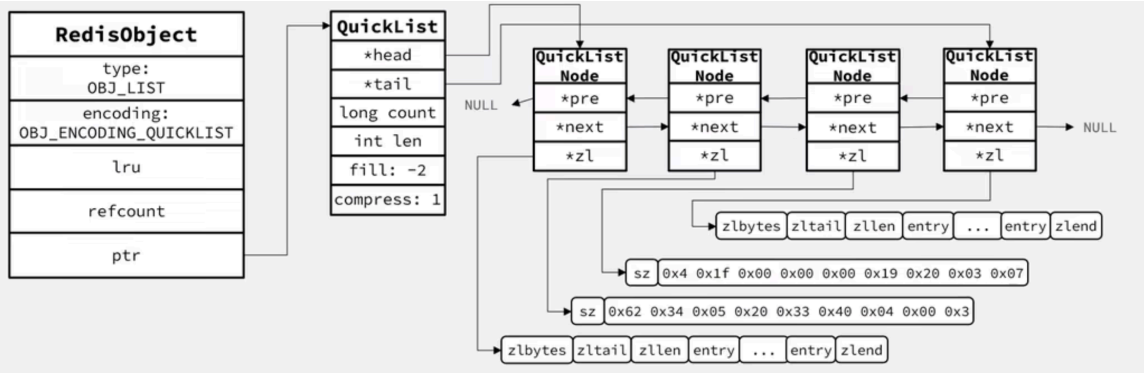 RedisObject
type:
OBJ_LIST
encoding:
OBJ_ENCODING_QUICKLIST
lru
refcount
ptr
QuickList
*head
*tail
long count
int len
fill: -2
compress: 1
NULL
QuickList
Node
*pre
*next
*zl
QuickList
Node
*pre
*next
*zl
QuickList
Node
*pre
*next
*zl
QuickList
Node
*pre
*next
*zl
NULL
zlbytes zltail zllen entry ... entry zlend
sz 0x4 0x1f 0x00 0x00 0x00 0x19 0x20 0x03 0x07
sz 0x62 0x34 0x05 0x20 0x33 0x40 0x04 0x00 0x3
zlbytes zltail zllen entry ... entry zlend